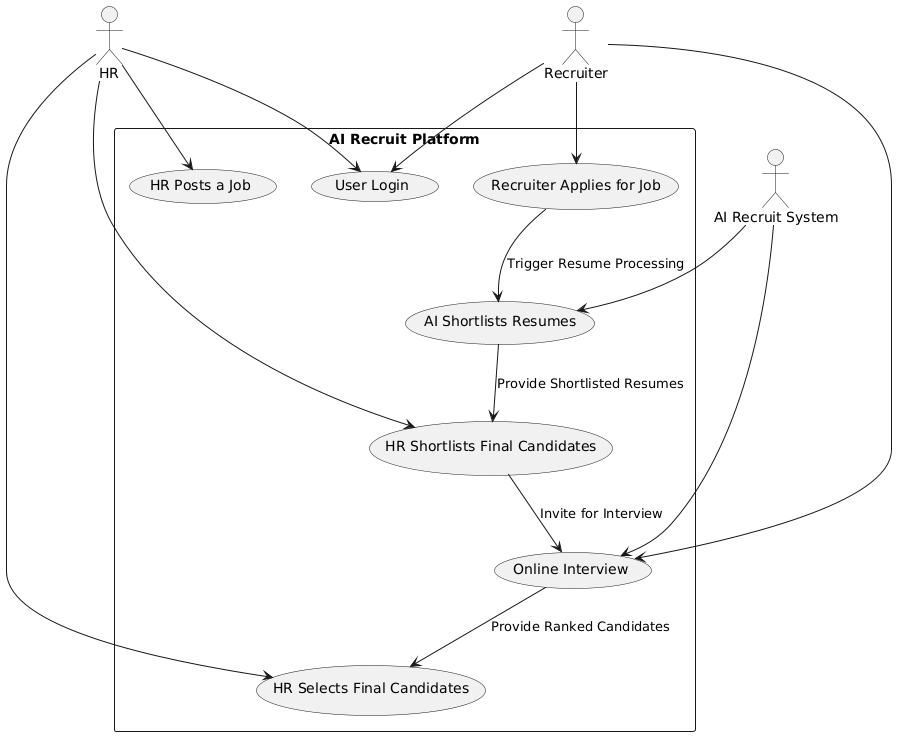 HR
Recruiter
AI Recruit Platform
AI Recruit System
HR Posts a Job
User Login
Recruiter Applies for Job
Trigger Resume Processing
AI Shortlists Resumes
Provide Shortlisted Resumes
HR Shortlists Final Candidates
Invite for Interview
Online Interview
Provide Ranked Candidates
HR Selects Final Candidates